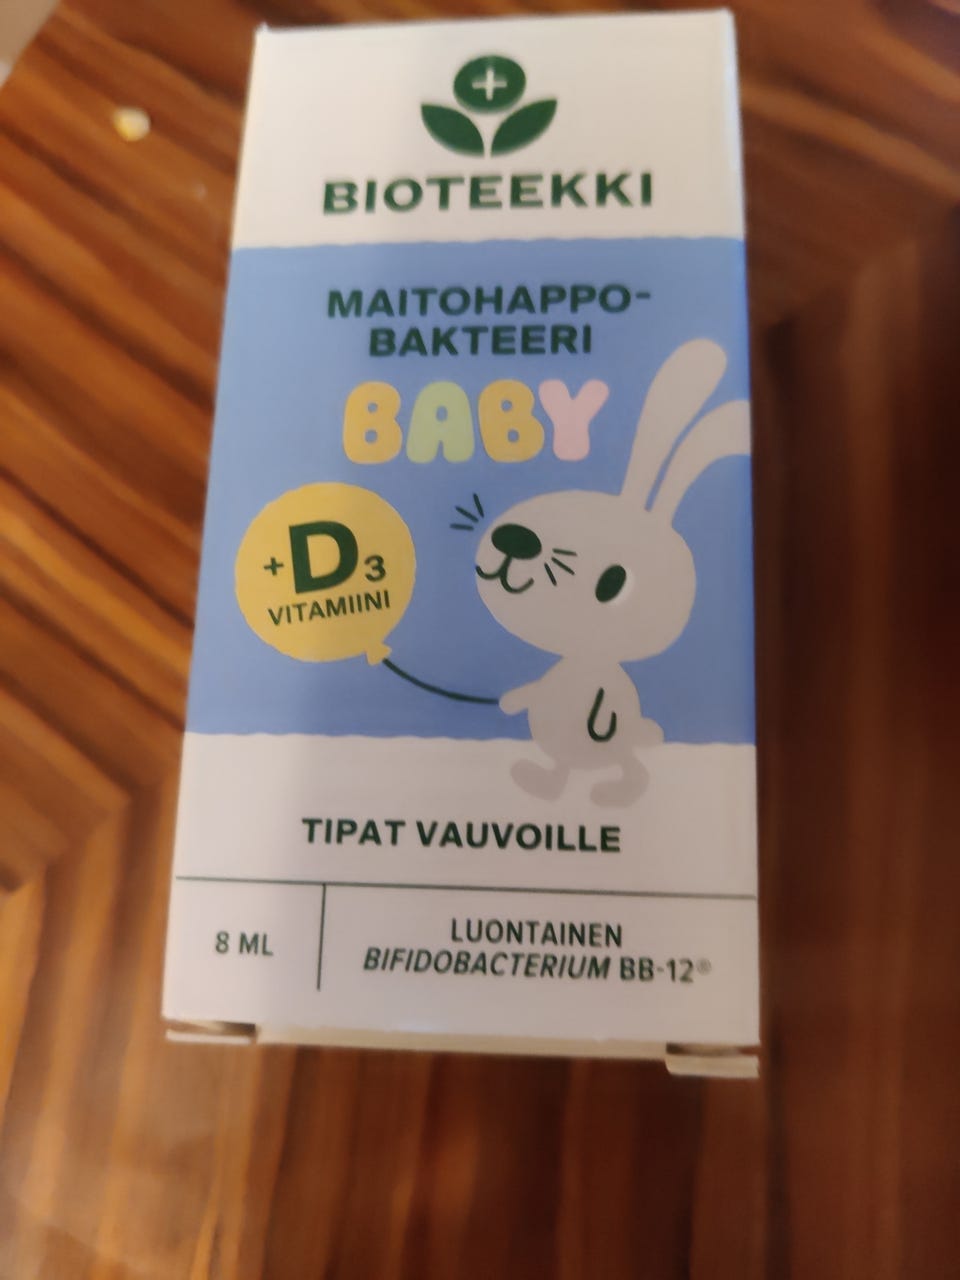 BIOTEEKKI
MAITOHAPPO-
BAKTEERI
BABY
+D3
VITAMIINI
TIPAT VAUVOILLE
8 ML
LUONTAINEN
BIFIDOBACTERIUM BB-12®